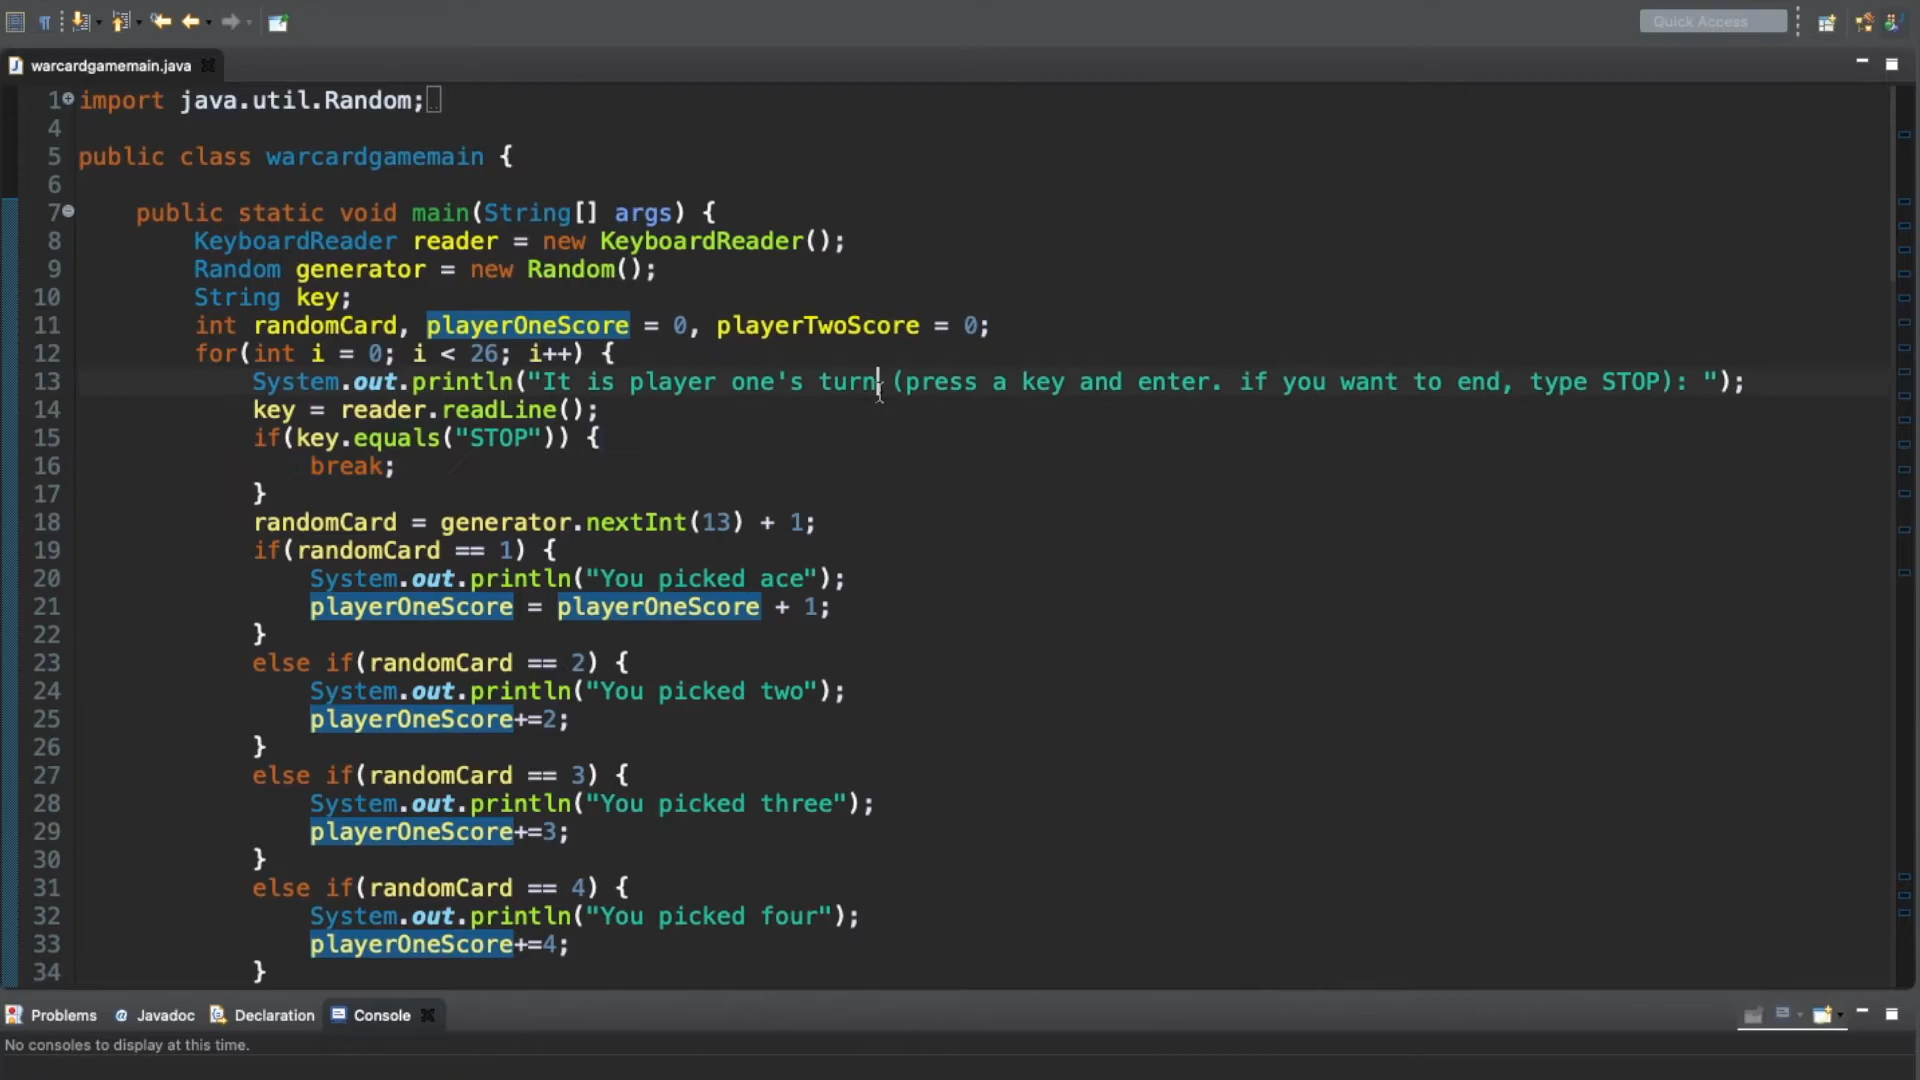 Quick Access
warcardgamemain.java
1 import java.util.Random;
4
5 public class warcardgamemain {
6
7 public static void main(String[] args) {
8 KeyboardReader reader = new KeyboardReader();
9 Random generator = new Random();
10 String key;
11 int randomCard, playerOneScore = 0, playerTwoScore = 0;
12 for(int i = 0; i < 26; i++) {
13 System.out.println("It is player one's turn (press a key and enter. if you want to end, type STOP): ");
14 key = reader.readLine();
15 if(key.equals("STOP")) {
16 break;
17 }
18 randomCard = generator.nextInt(13) + 1;
19 if(randomCard == 1) {
20 System.out.println("You picked ace");
21 playerOneScore = playerOneScore + 1;
22 }
23 else if(randomCard == 2) {
24 System.out.println("You picked two");
25 playerOneScore+=2;
26 }
27 else if(randomCard == 3) {
28 System.out.println("You picked three");
29 playerOneScore+=3;
30 }
31 else if(randomCard == 4) {
32 System.out.println("You picked four");
33 playerOneScore+=4;
34 }
Problems @ Javadoc Declaration Console
No consoles to display at this time.